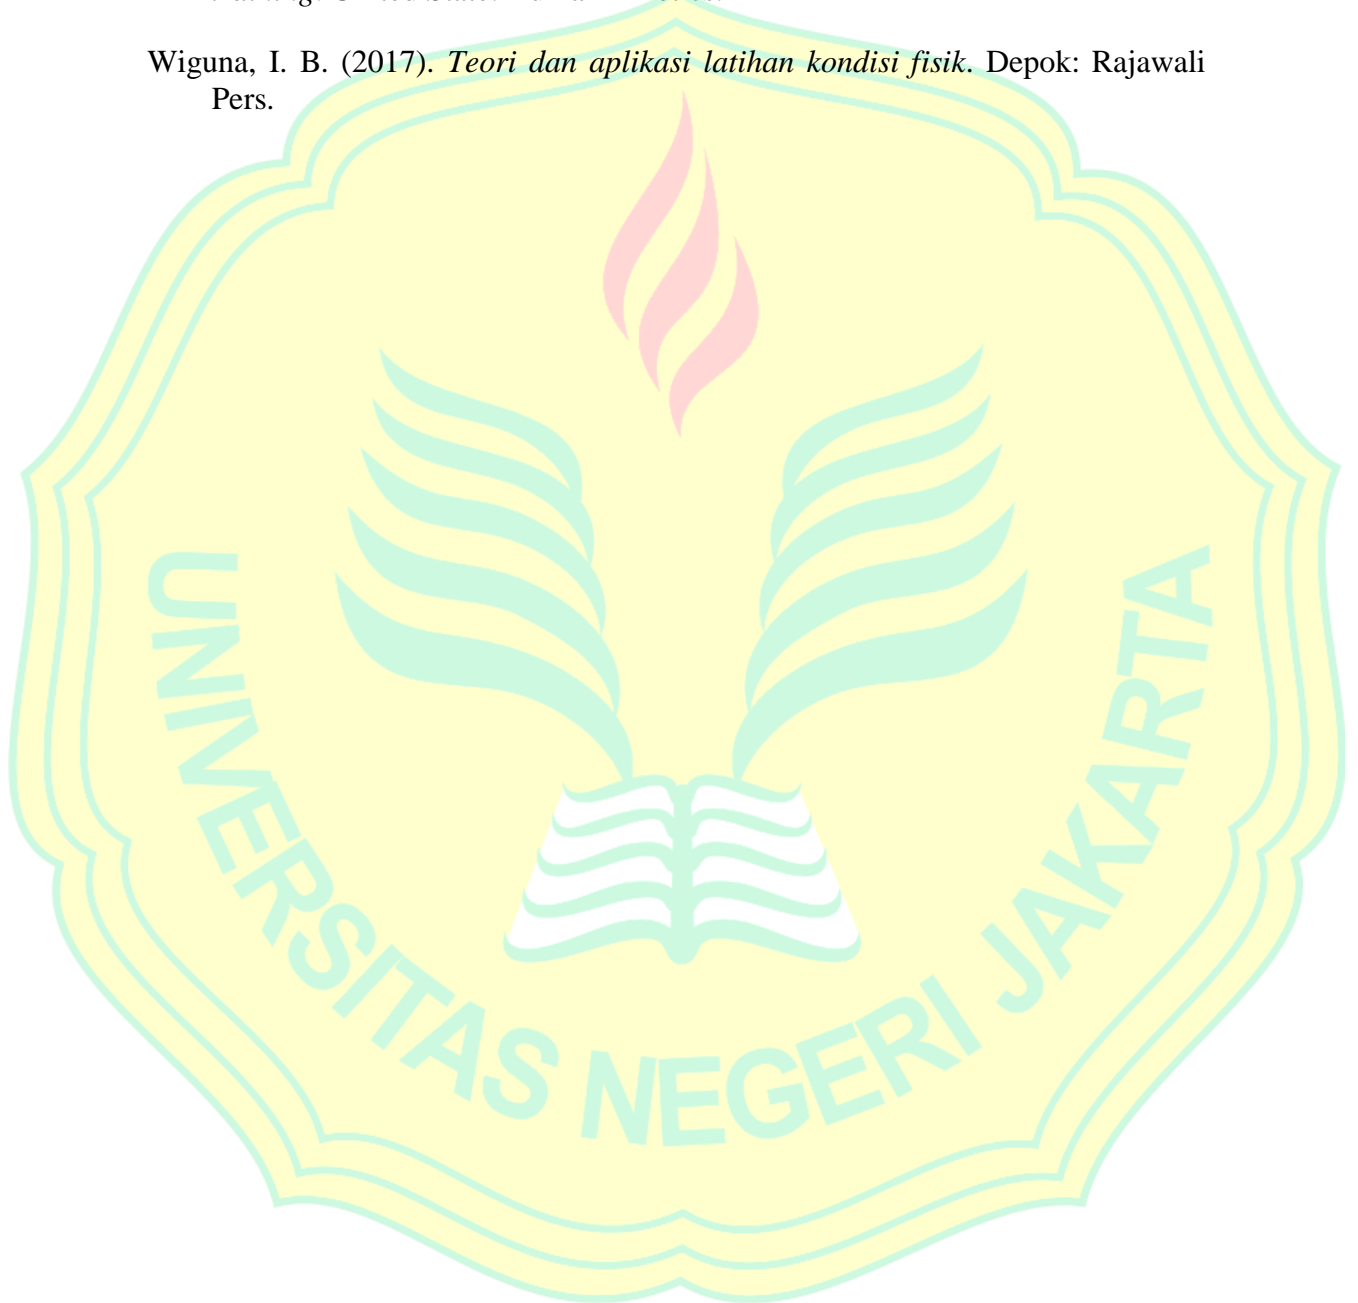 Wiguna, I. B. (2017). Teori dan aplikasi latihan kondisi fisik. Depok: Rajawali
Pers.
UNIVERSITAS NEGERI JAKARTA